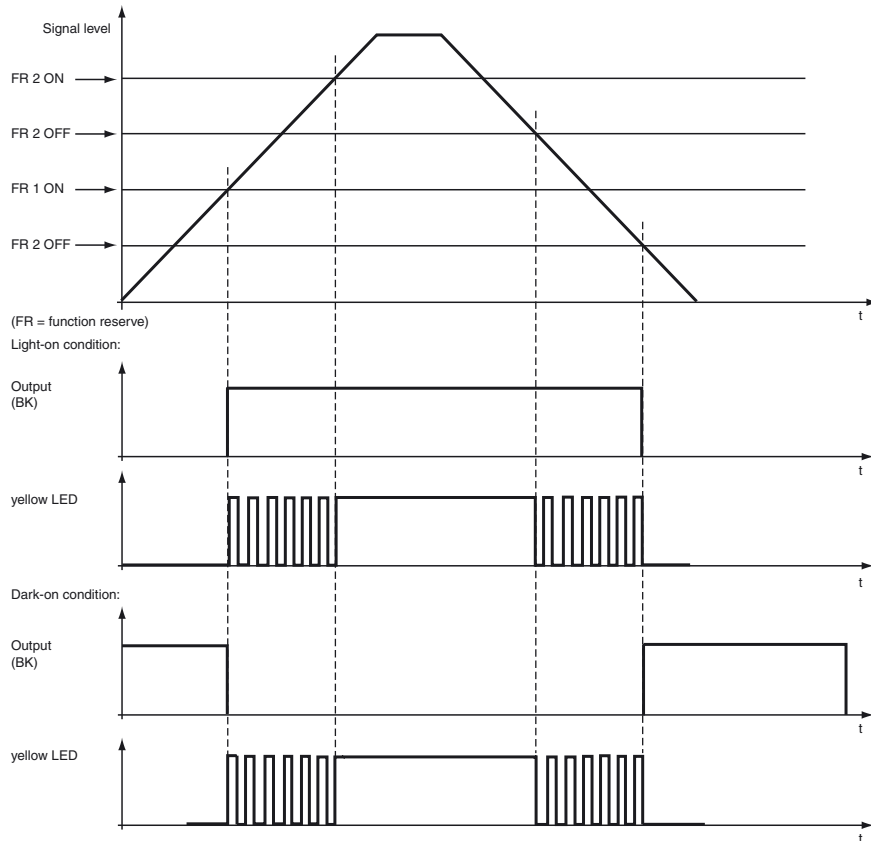 Signal level
FR 2 ON
FR 2 OFF
FR 1 ON
FR 2 OFF
t
(FR = function reserve)
Light-on condition:
Output
(BK)
t
yellow LED
t
Dark-on condition:
Output
(BK)
t
yellow LED
t